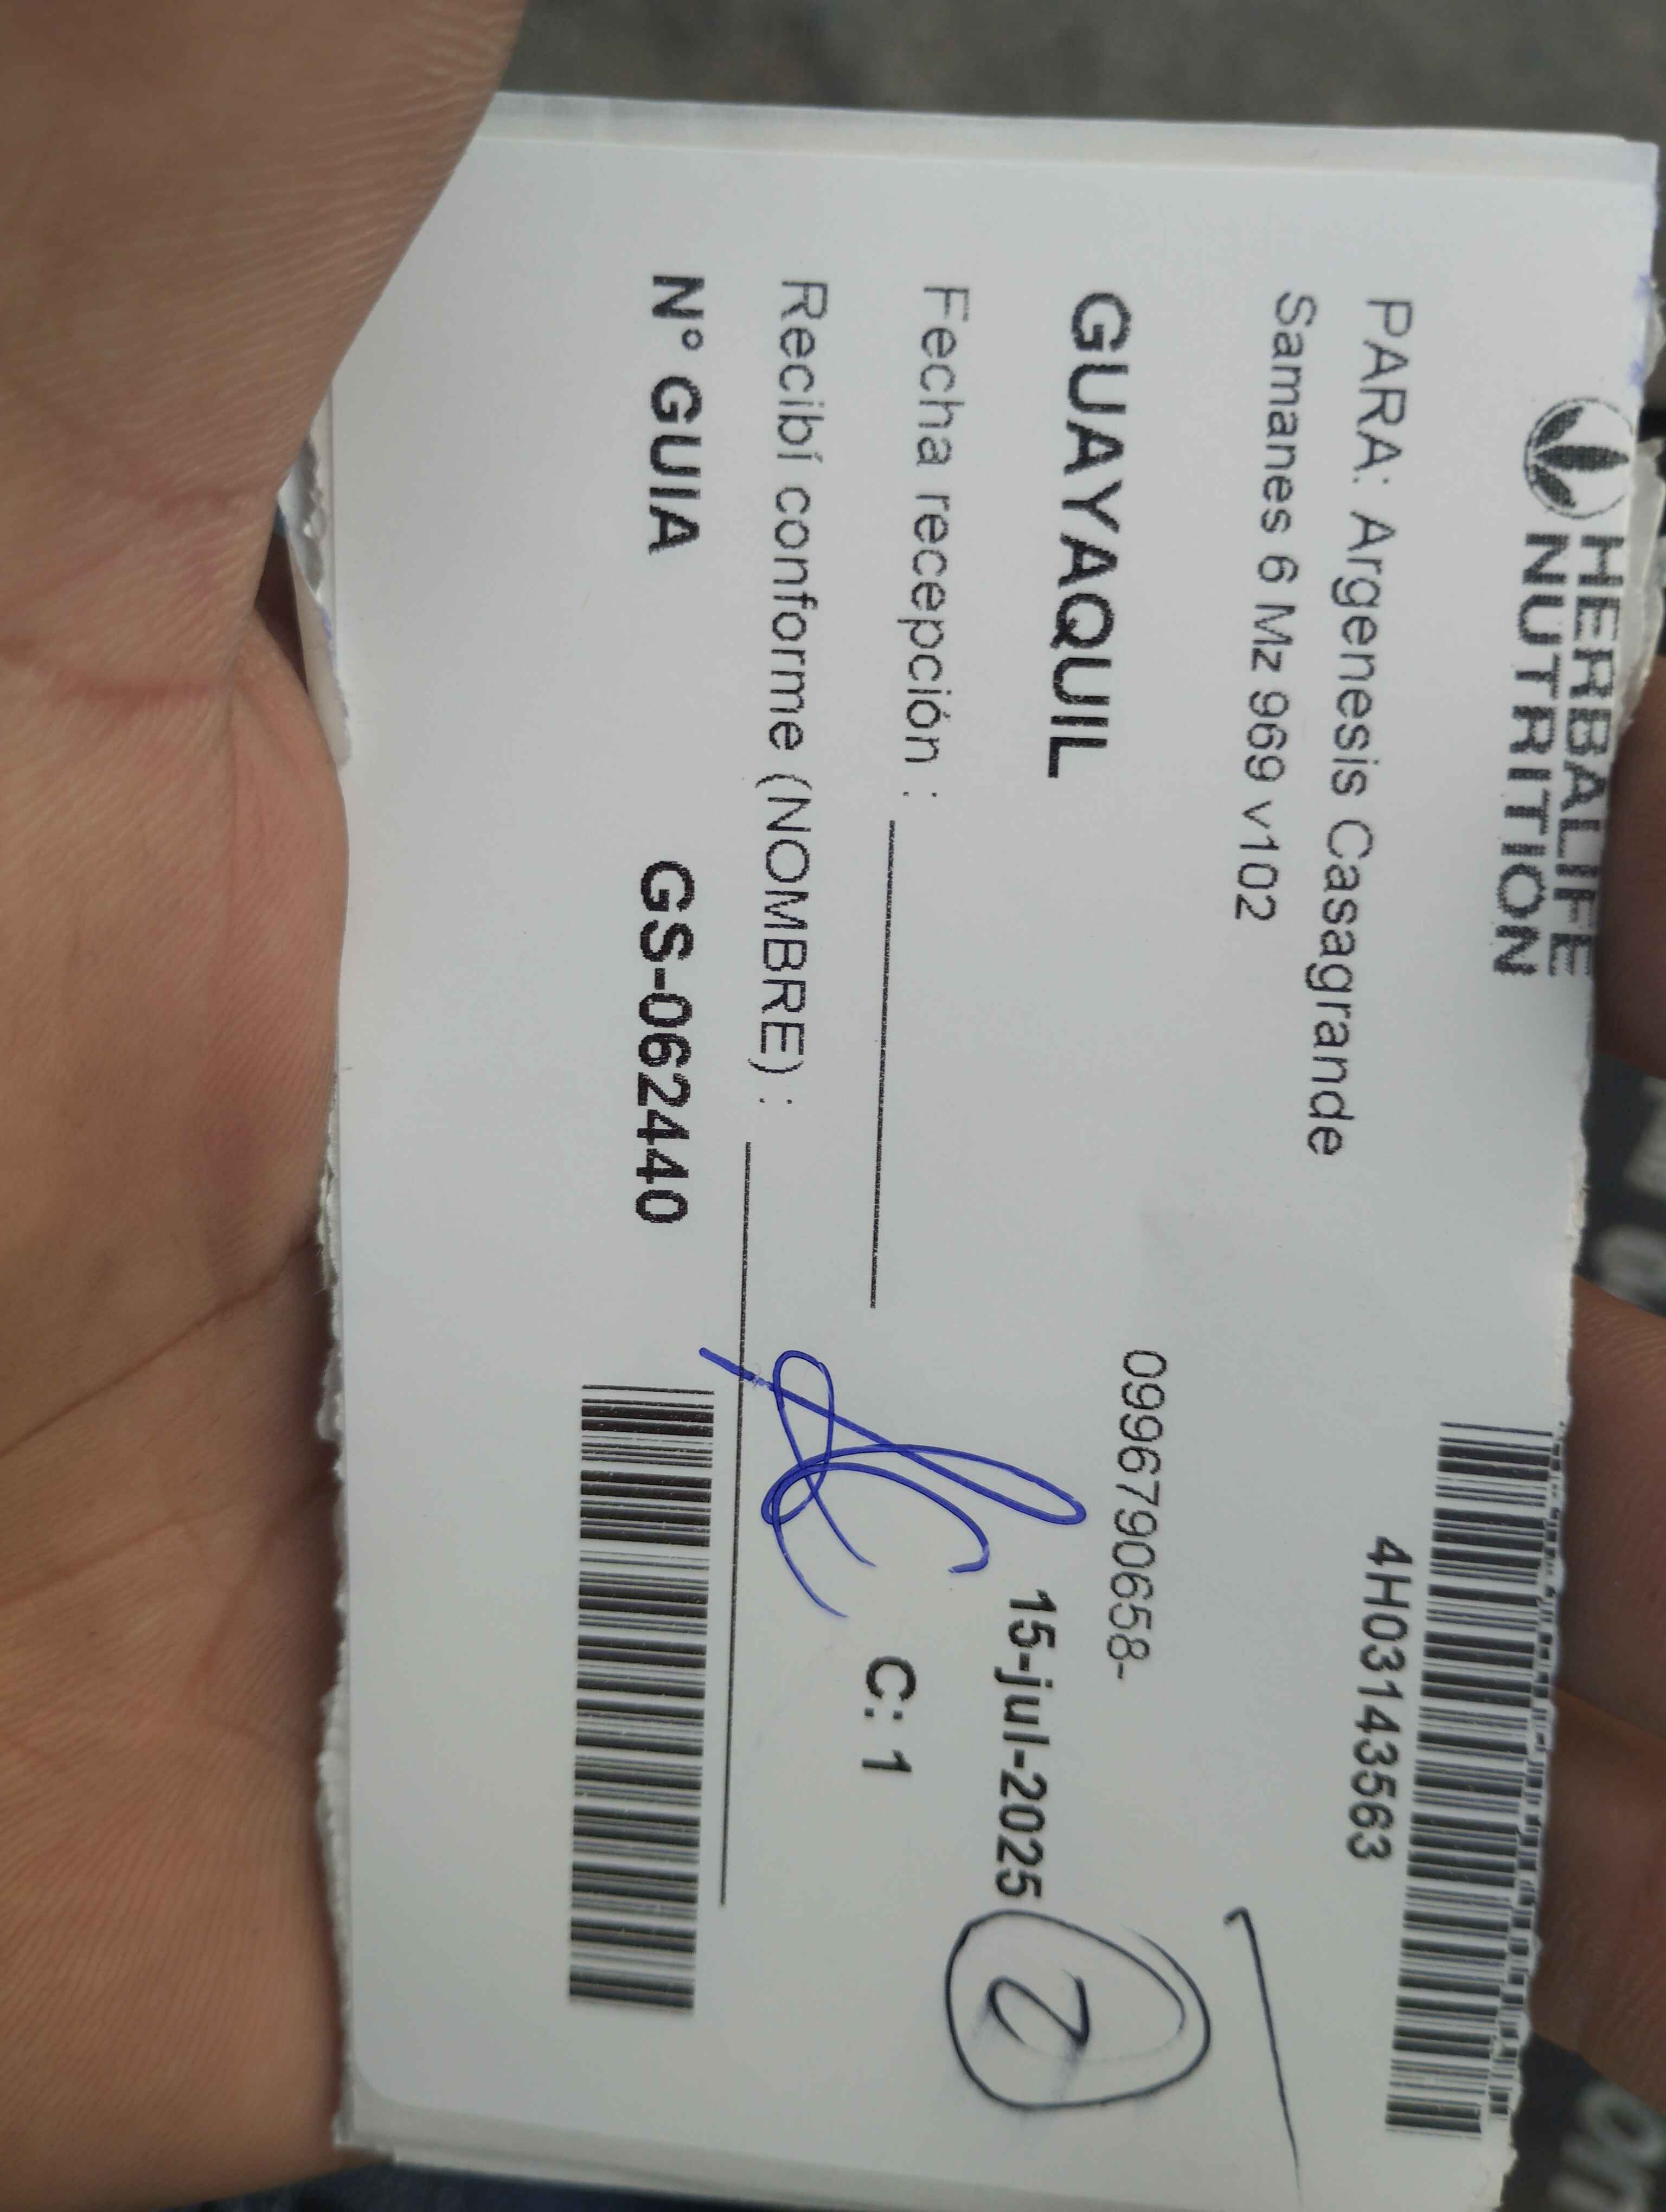 HERBALIFE
NUTRITION
4H03143563
PARA: Argenesis Casagrande
Samanes 6 Mz 969 v102
0996790658-
GUAYAQUIL
15-jul-2025
2
Fecha recepción :
C: 1
Recibí conforme (NOMBRE) :
N° GUIA GS-062440